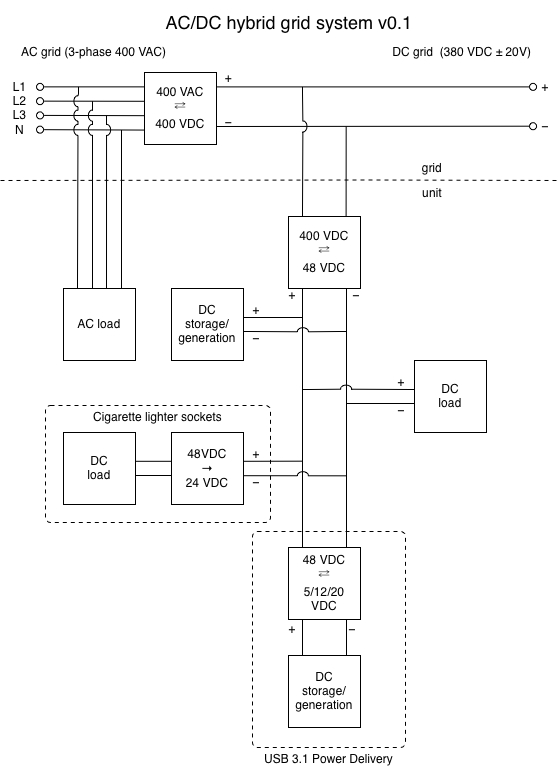 AC/DC hybrid grid system v0.1
AC grid (3-phase 400 VAC)
DC grid (380 VDC ± 20V)
L1
L2
L3
N
400 VAC
⇄
400 VDC
+
−
+
−
grid
unit
400 VDC
⇄
48 VDC
+
−
AC load
DC
storage/
generation
+
−
DC
load
+
−
Cigarette lighter sockets
DC
load
48VDC
→
24 VDC
+
−
48 VDC
⇄
5/12/20
VDC
+
−
DC
storage/
generation
USB 3.1 Power Delivery